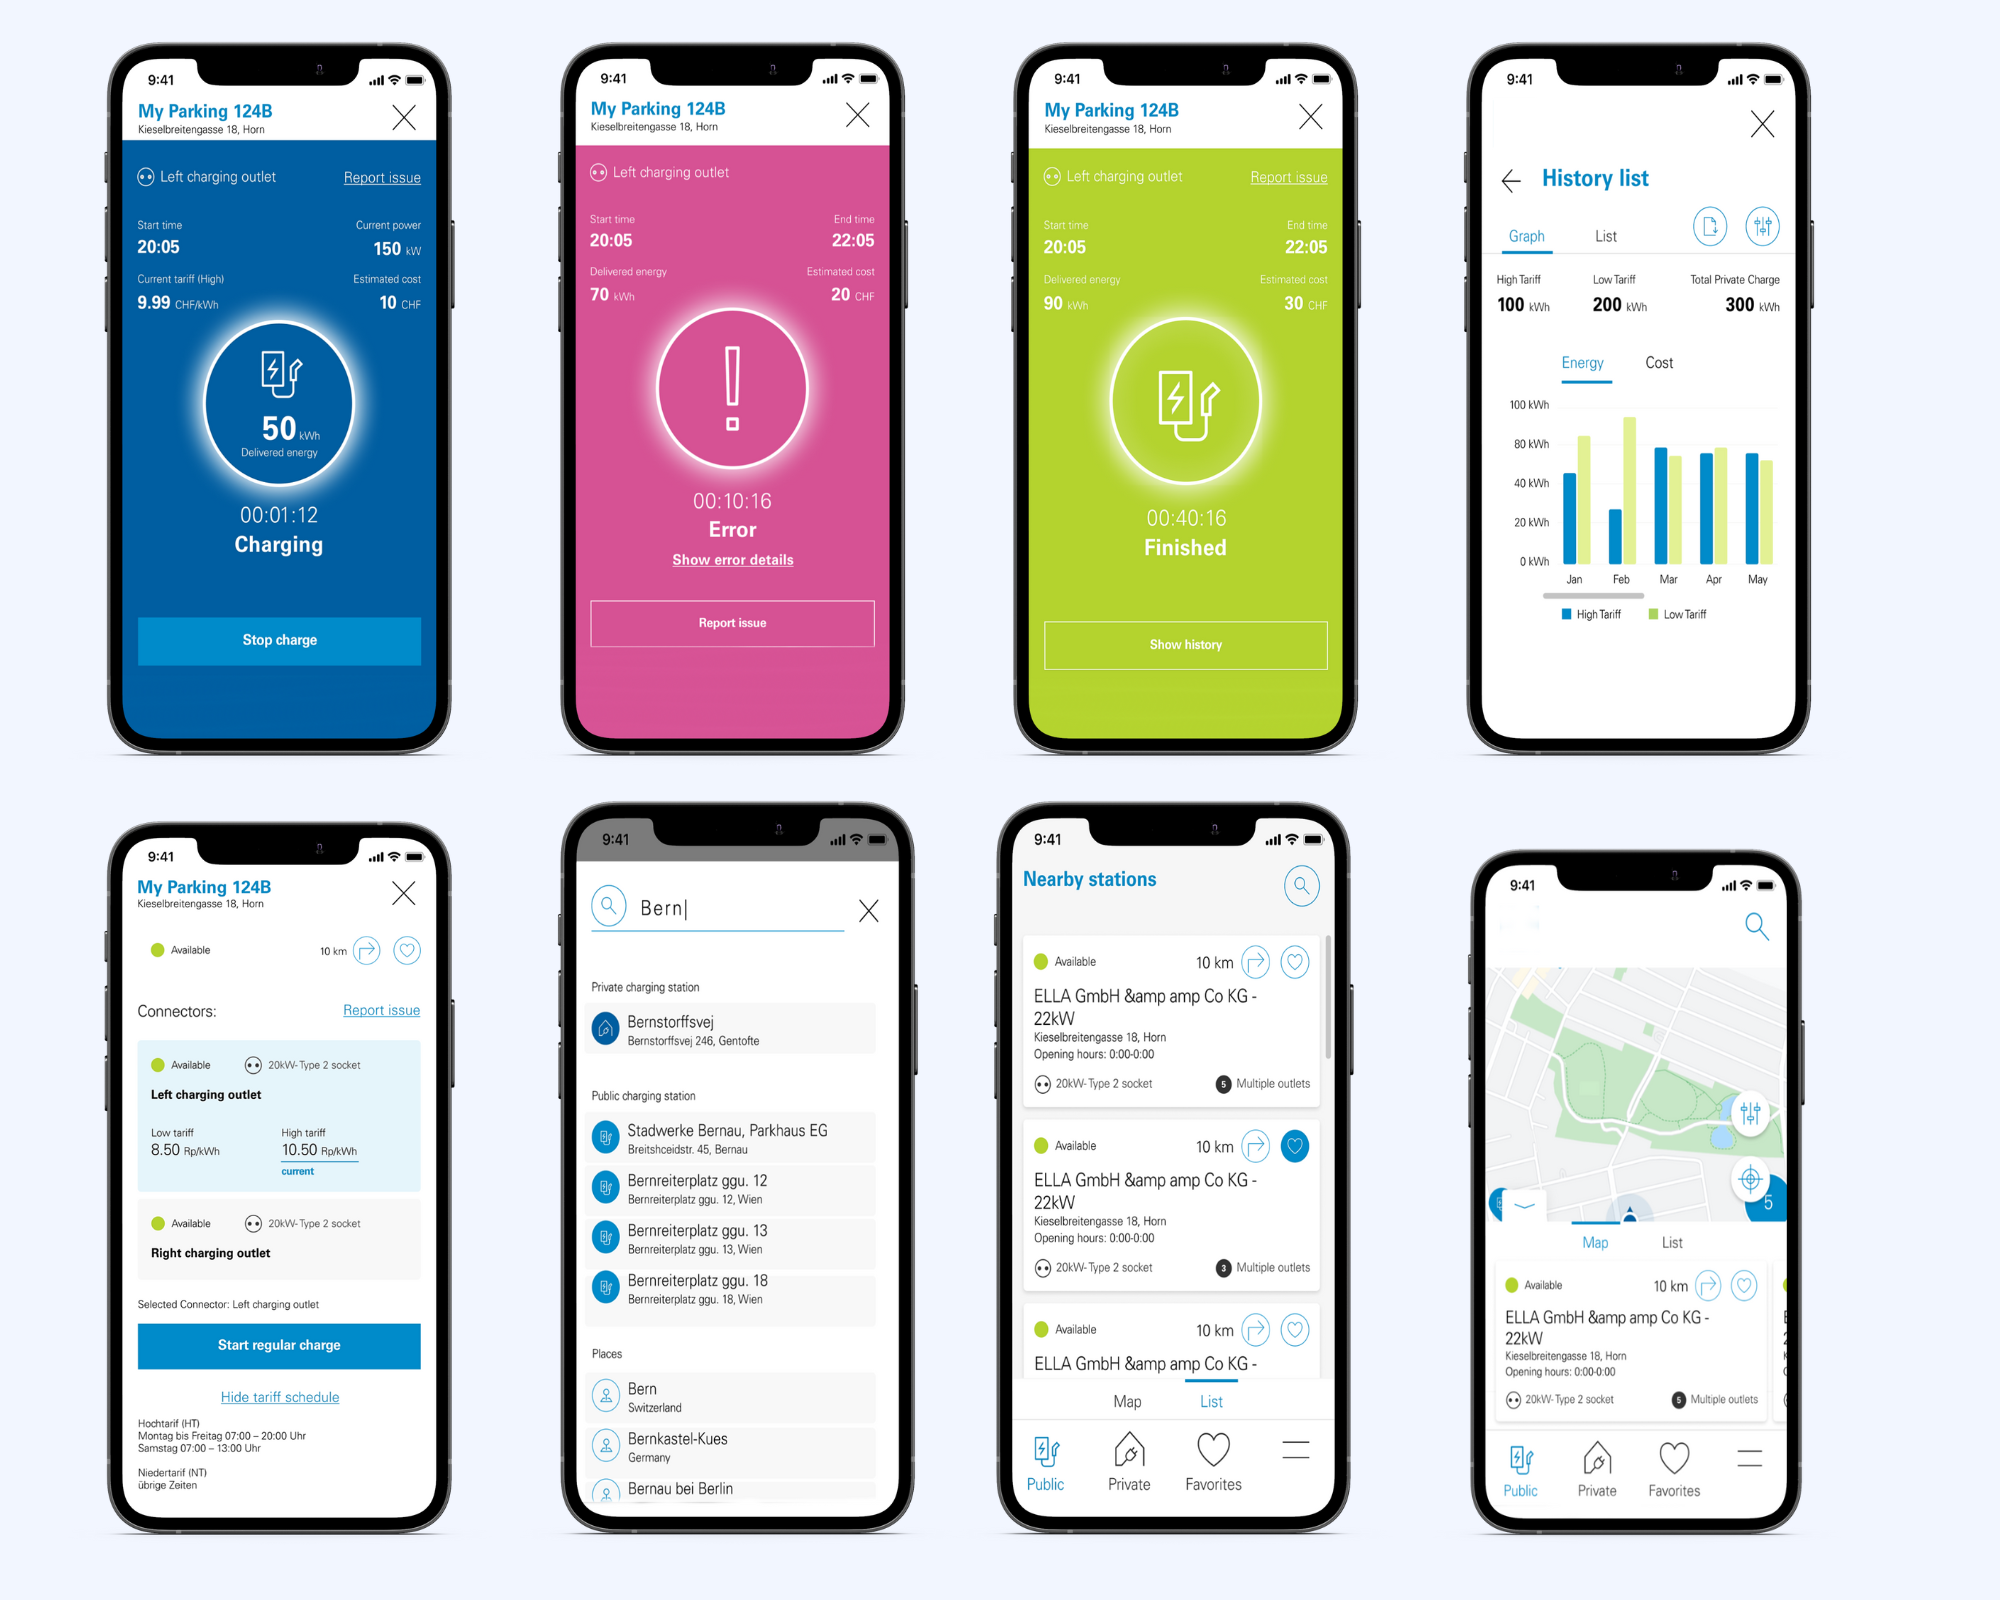 9:41
My Parking 124B
Kieselbreitengasse 18, Horn
Left charging outlet
Report issue
Start time
Current power
20:05
150 kW
Current tariff (High)
Estimated cost
9.99 CHF/kWh
10 CHF
50 kWh
Delivered energy
00:01:12
Charging
Stop charge
9:41
My Parking 124B
Kieselbreitengasse 18, Horn
Left charging outlet
Start time
End time
20:05
22:05
Delivered energy
Estimated cost
70 kWh
20 CHF
00:10:16
Error
Show error details
Report issue
9:41
My Parking 124B
Kieselbreitengasse 18, Horn
Left charging outlet
Report issue
Start time
End time
20:05
22:05
Delivered energy
Estimated cost
90 kWh
30 CHF
00:40:16
Finished
Show history
9:41
History list
Graph
List
High Tariff
Low Tariff
Total Private Charge
100 kWh
200 kWh
300 kWh
Energy
Cost
100 kWh
80 kWh
40 kWh
20 kWh
0 kWh
Jan
Feb
Mar
Apr
May
High Tariff
Low Tariff
9:41
My Parking 124B
Kieselbreitengasse 18, Horn
Available
10 km
Connectors:
Report issue
Available
20kW-Type 2 socket
Left charging outlet
Low tariff
High tariff
8.50 Rp/kWh
10.50 Rp/kWh
current
Available
20kW-Type 2 socket
Right charging outlet
Selected Connector: Left charging outlet
Start regular charge
Hide tariff schedule
Hochtarif (HT)
Montag bis Freitag 07:00 – 20:00 Uhr
Samstag 07:00 – 13:00 Uhr
Niedertarif (NT)
übrige Zeiten
9:41
Bern
Private charging station
Bernstorffsvej
Bernstorffsvej 246, Gentofte
Public charging station
Stadwerke Bernau, Parkhaus EG
Breitshceidstr. 45, Bernau
Bernreiterplatz ggu. 12
Bernreiterplatz ggu. 12, Wien
Bernreiterplatz ggu. 13
Bernreiterplatz ggu. 13, Wien
Bernreiterplatz ggu. 18
Bernreiterplatz ggu. 18, Wien
Places
Bern
Switzerland
Bernkastel-Kues
Germany
Bernau bei Berlin
9:41
Nearby stations
Available
10 km
ELLA GmbH &amp amp Co KG -
22kW
Kieselbreitengasse 18, Horn
Opening hours: 0:00-0:00
20kW-Type 2 socket
5 Multiple outlets
Available
10 km
ELLA GmbH &amp amp Co KG -
22kW
Kieselbreitengasse 18, Horn
Opening hours: 0:00-0:00
20kW-Type 2 socket
3 Multiple outlets
Available
10 km
ELLA GmbH &amp amp Co KG -
Map
List
Public
Private
Favorites
9:41
5
Map
List
Available
10 km
ELLA GmbH &amp amp Co KG -
22kW
Kieselbreitengasse 18, Horn
Opening hours: 0:00-0:00
20kW-Type 2 socket
5 Multiple outlets
Public
Private
Favorites